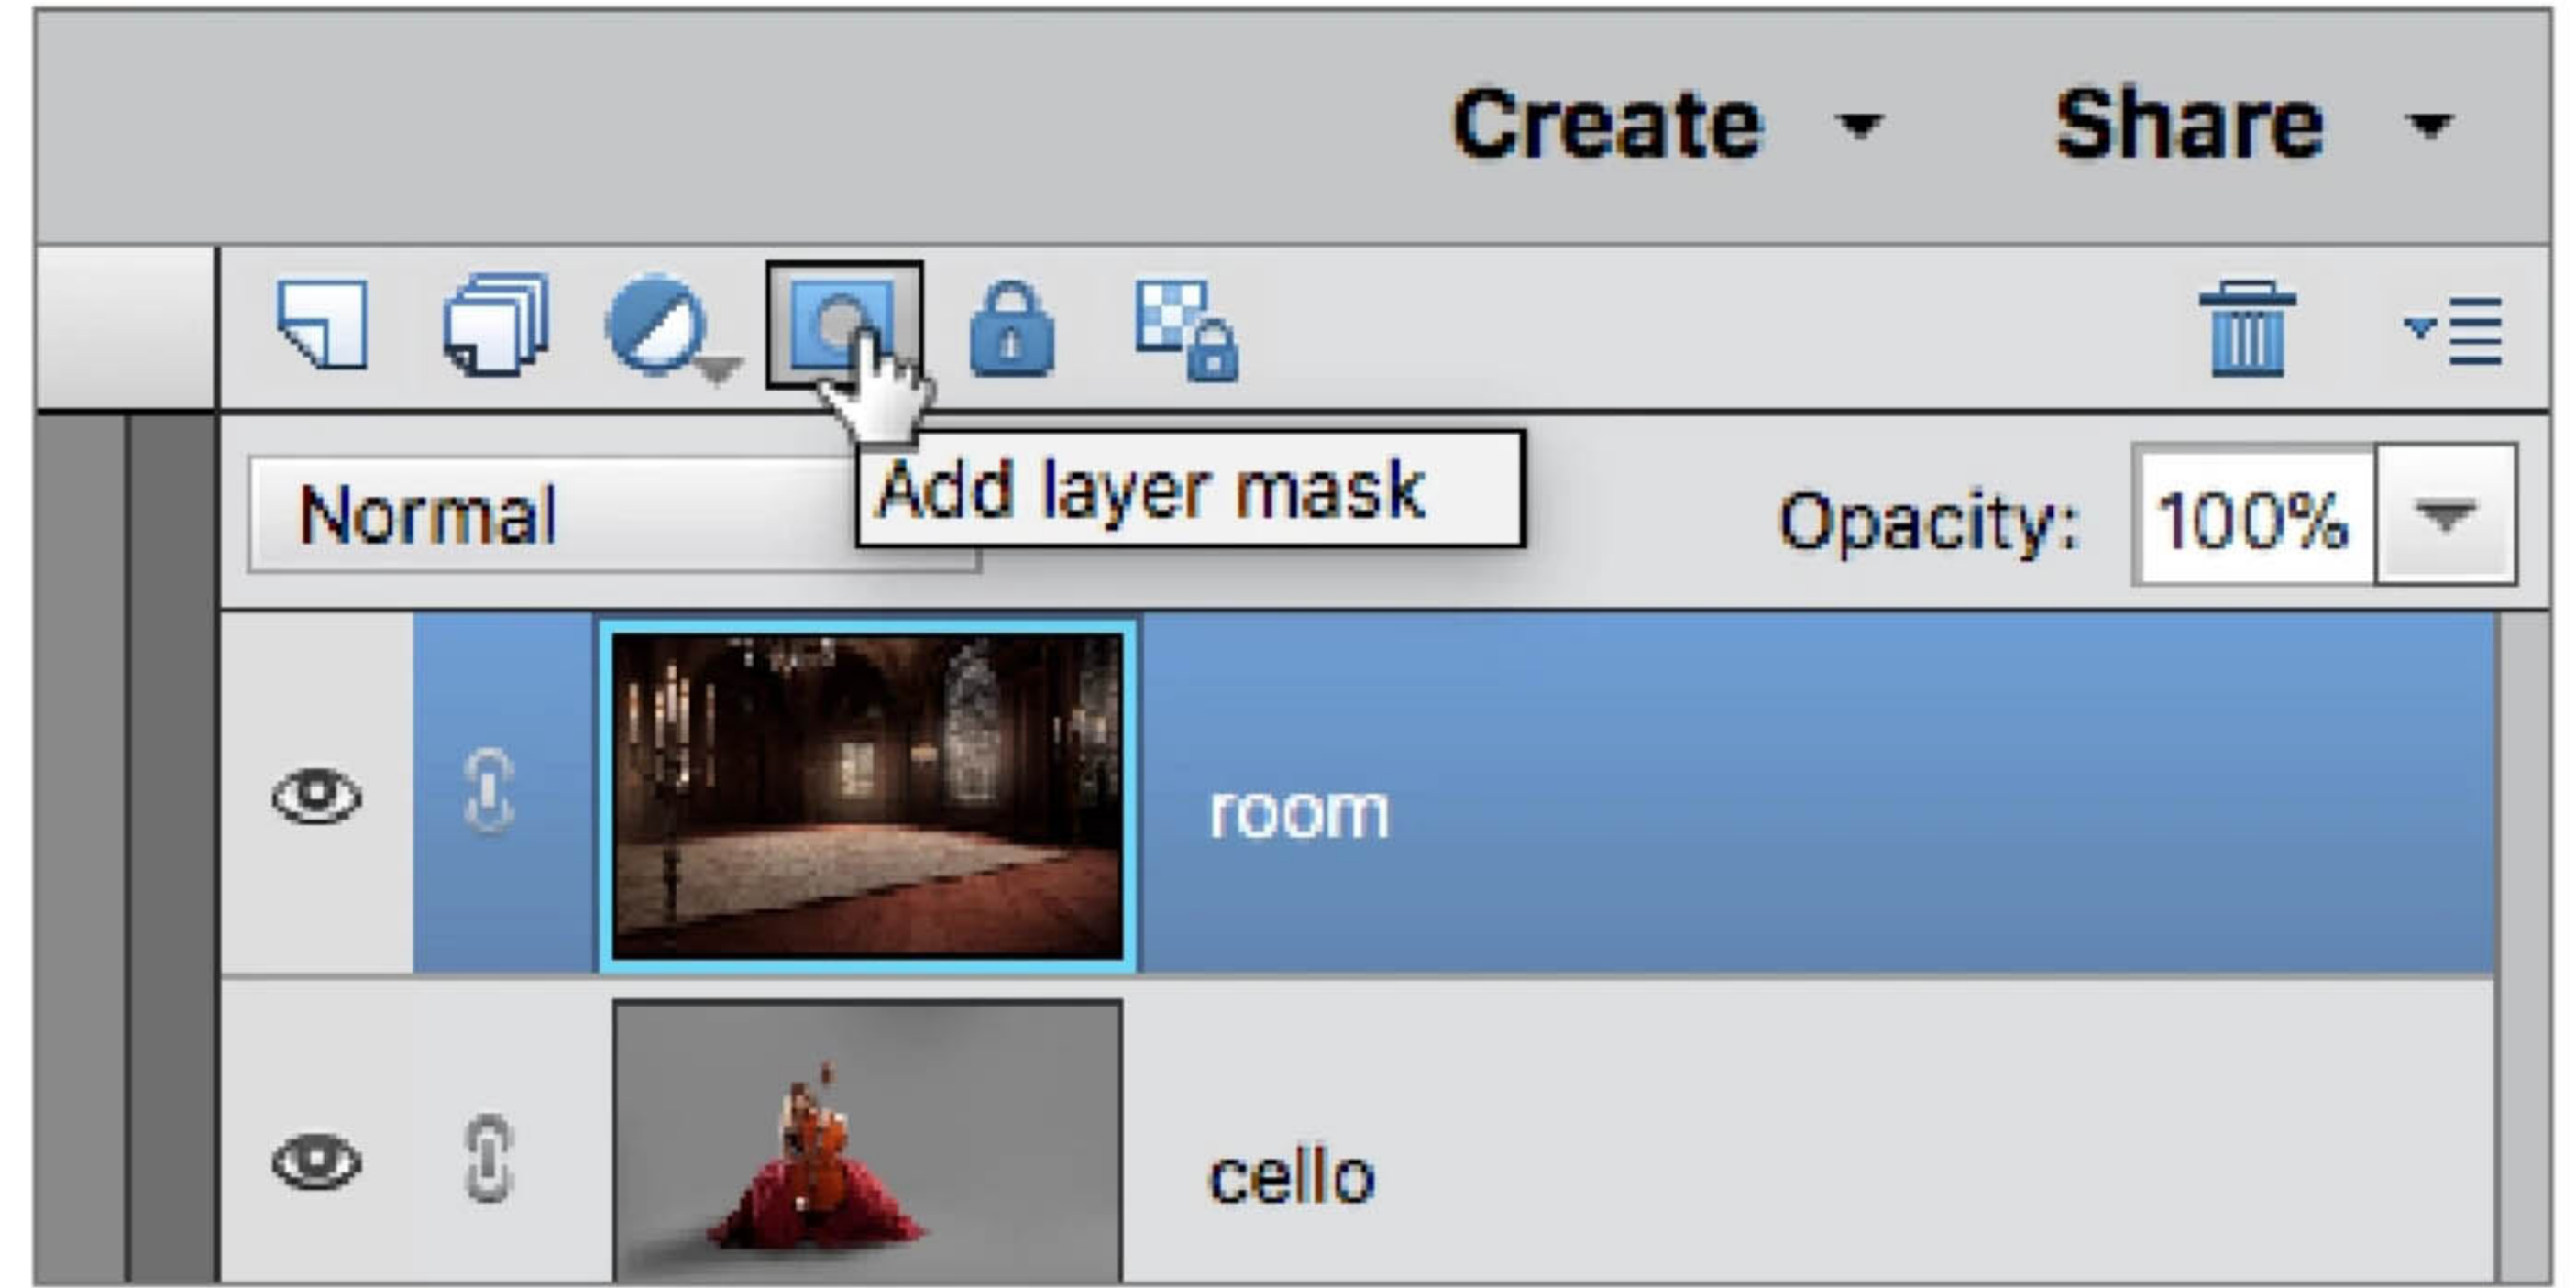 Create Share
Add layer mask
Normal Opacity: 100%
room
cello